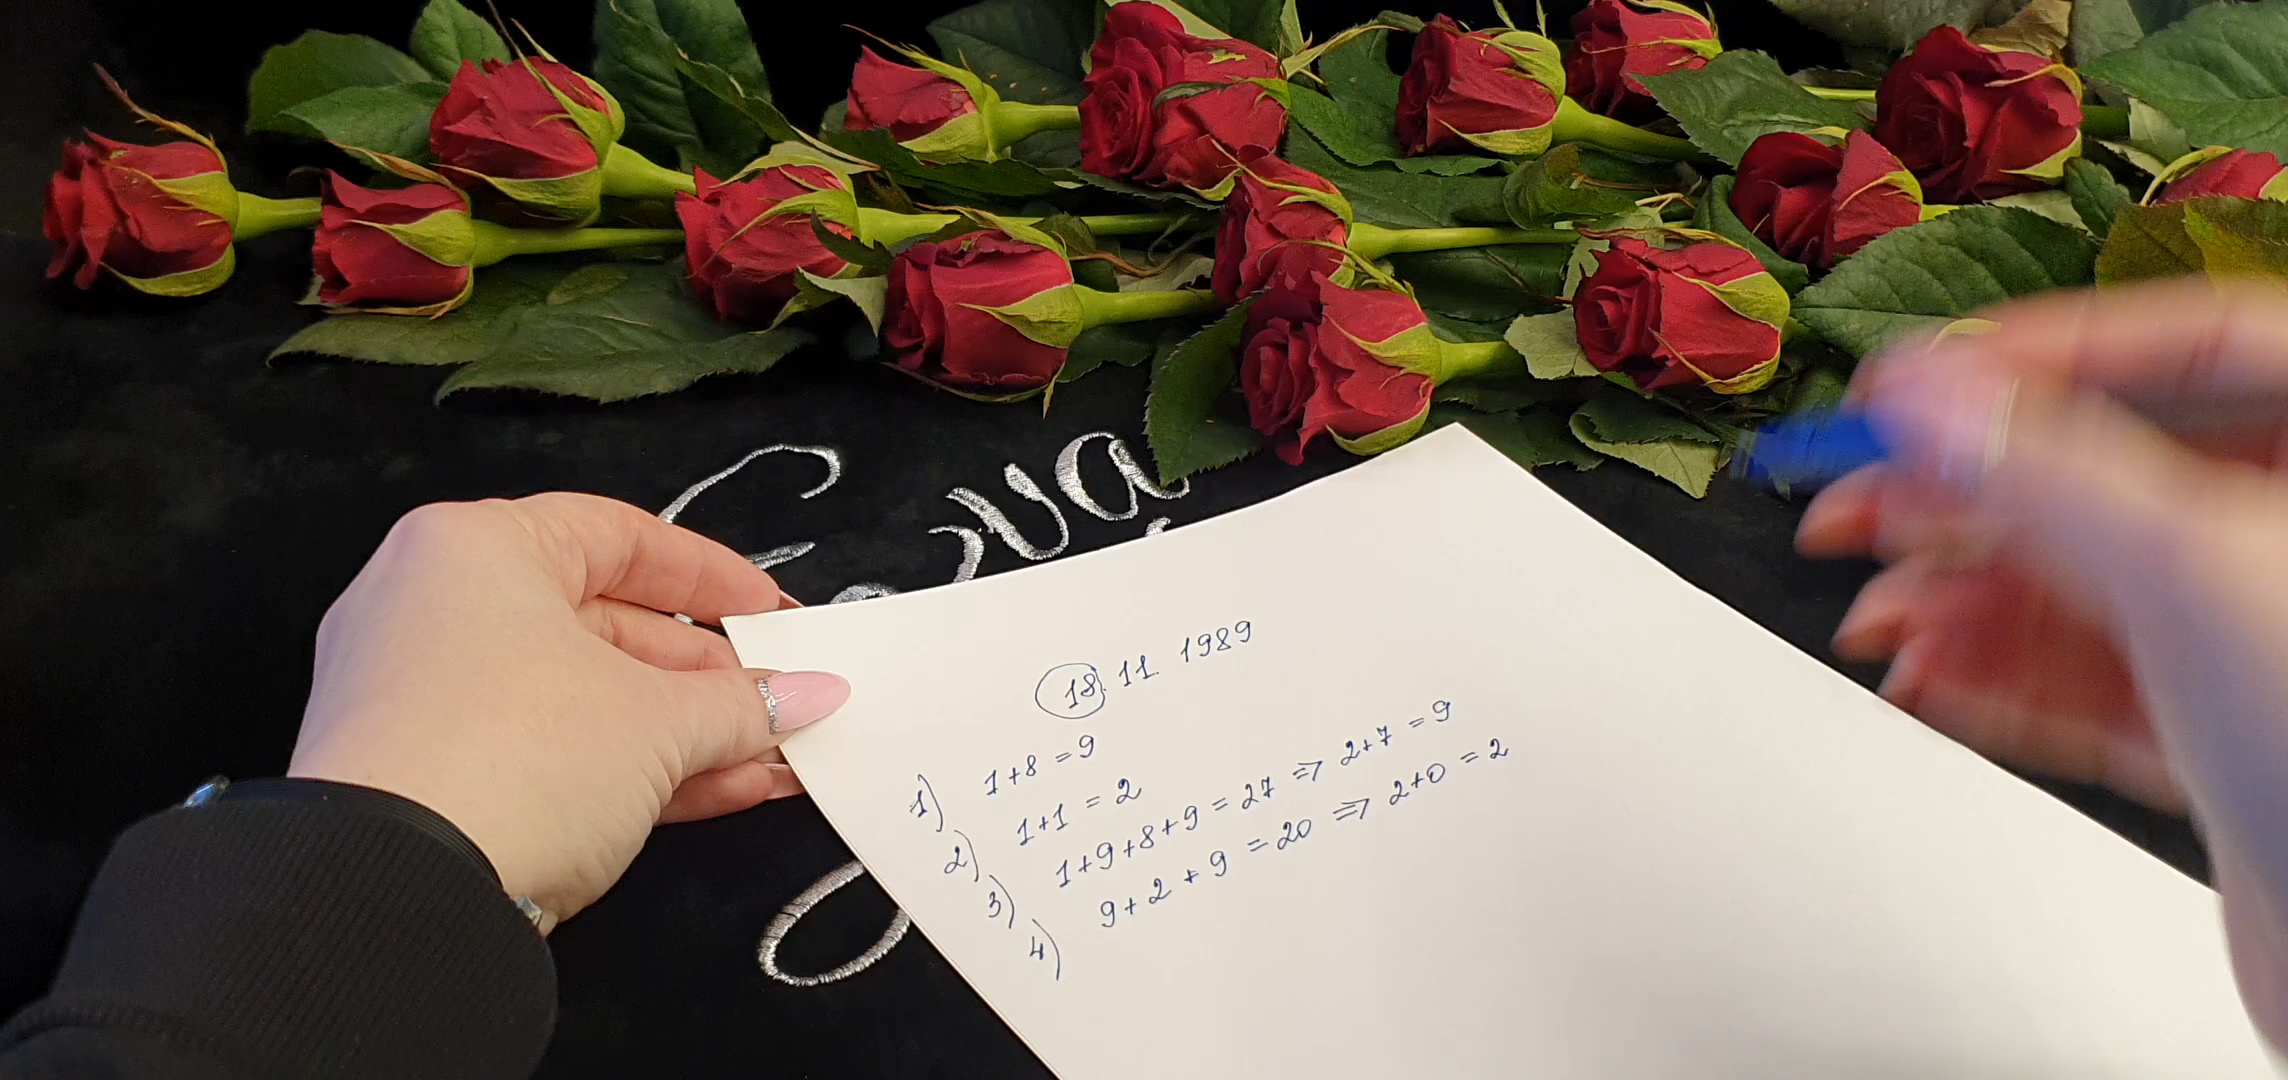 Eva
18.11.1989
1) 1+8=9
2) 1+1=2
3) 1+9+8+9=27 ⇒ 2+7=9
4) 9+2+9=20 ⇒ 2+0=2